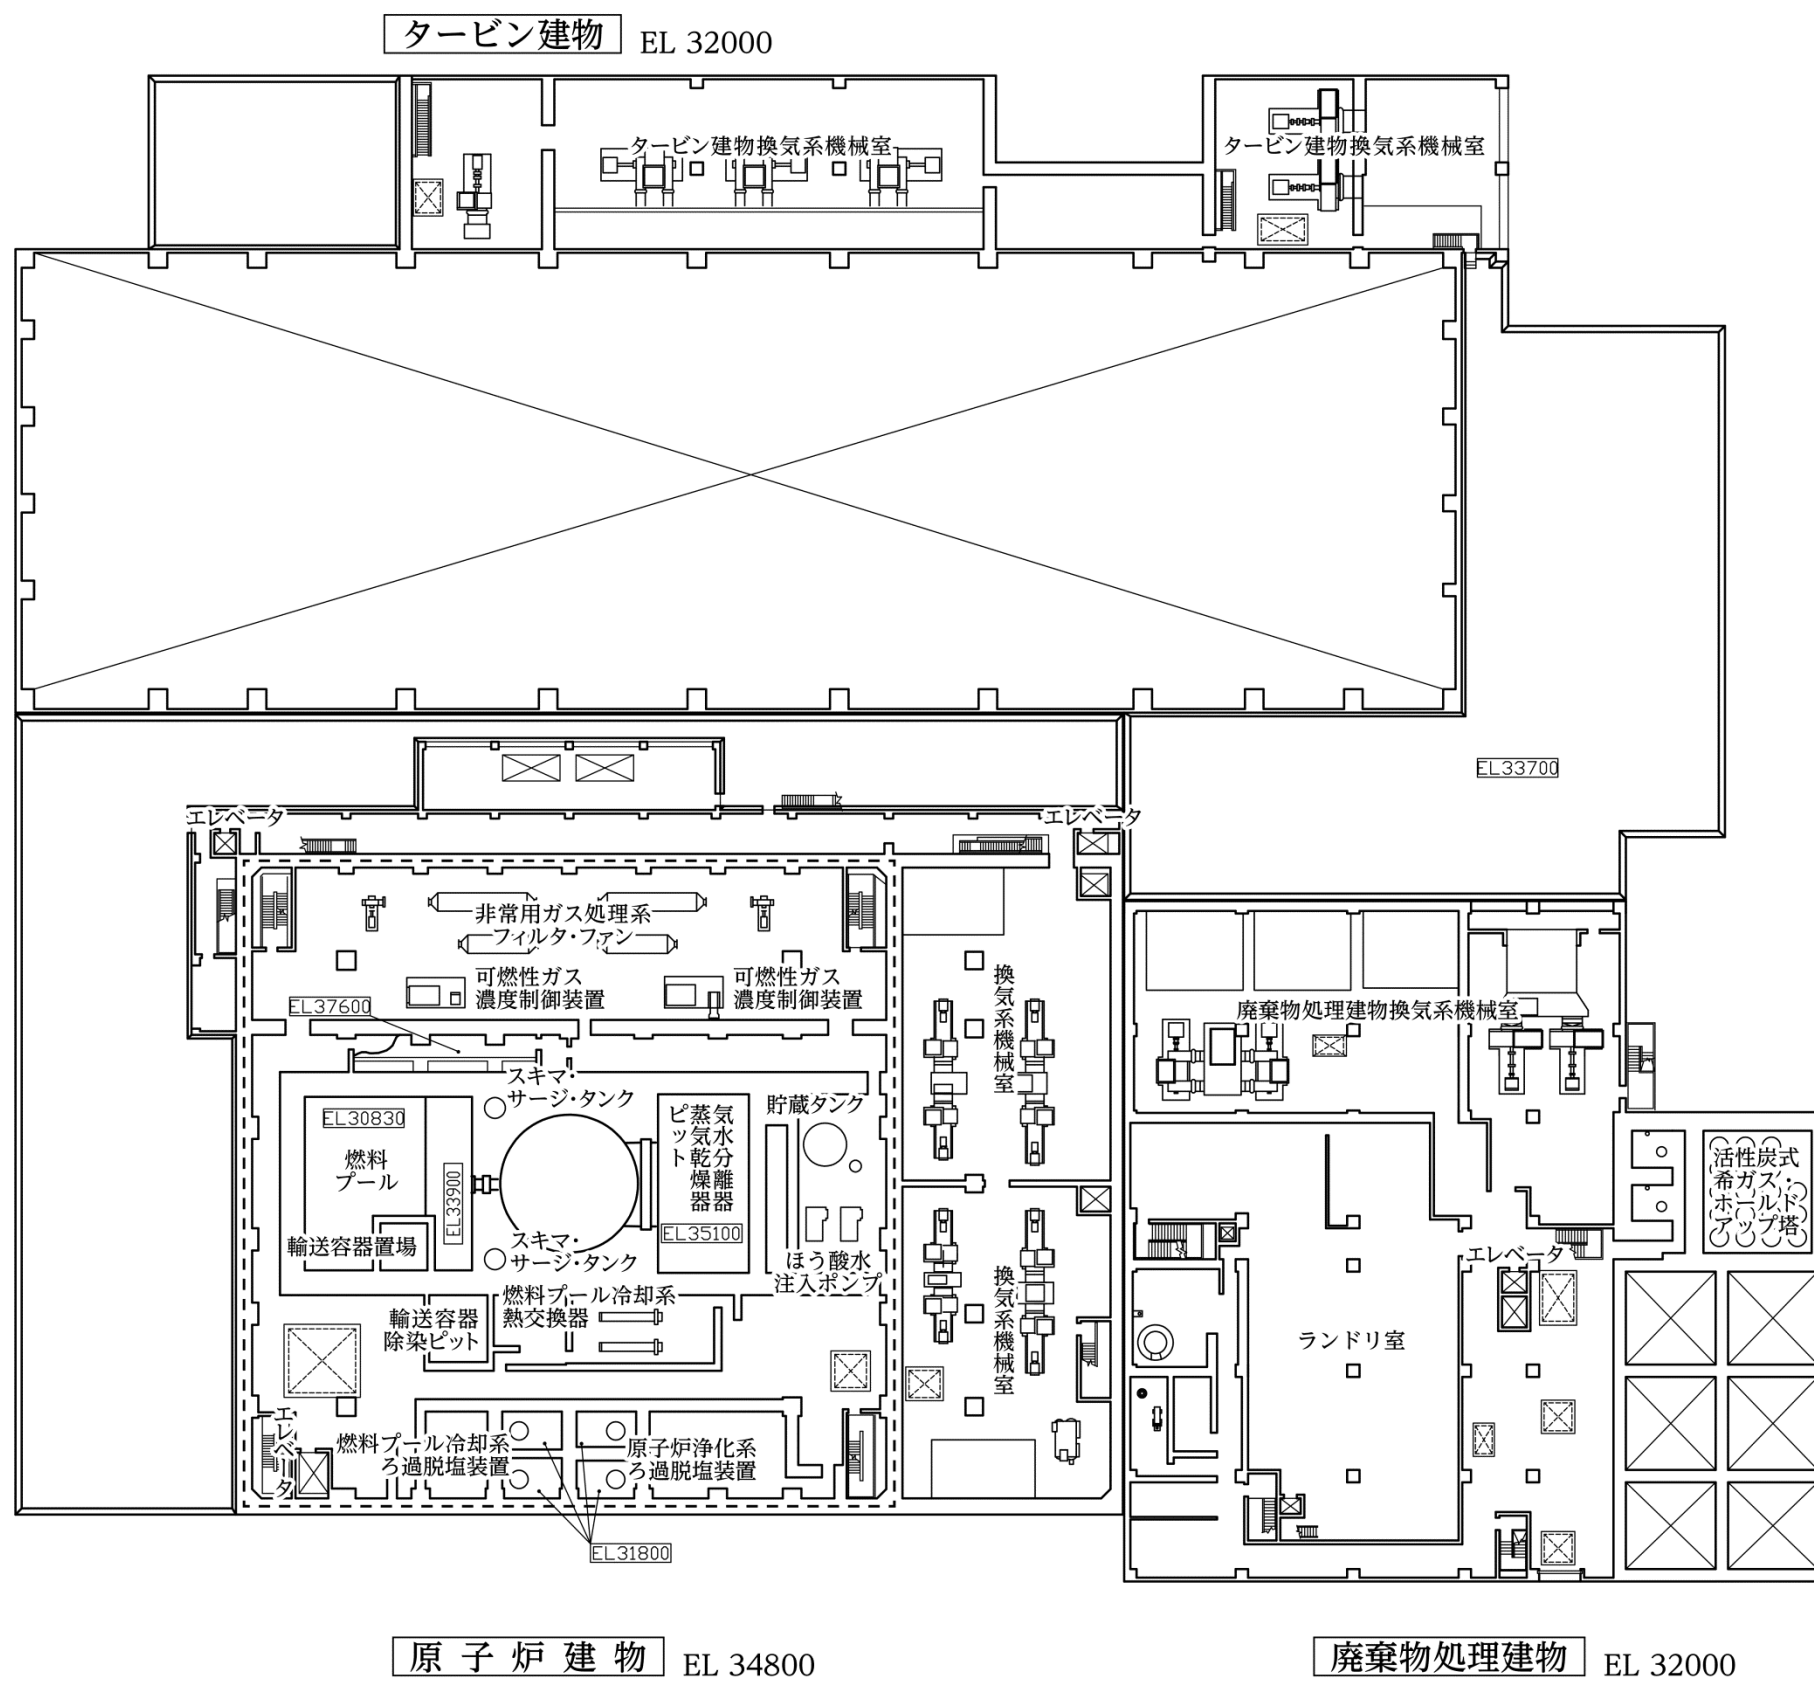 タービン建物 EL 32000
タービン建物換気系機械室
タービン建物換気系機械室
EL33700
エレベータ
エレベータ
非常用ガス処理系
フィルタ・ファン
可燃性ガス
濃度制御装置
可燃性ガス
濃度制御装置
EL37600
換気系機械室
廃棄物処理建物換気系機械室
スキマ・
サージ・タンク
EL30830
燃料
プール
EL33900
気水分離器
蒸気乾燥器
ピット
EL35100
貯蔵タンク
輸送容器置場
スキマ・
サージ・タンク
ほう酸水
注入ポンプ
活性炭式
希ガス・
ホールド
アップ塔
エレベータ
燃料プール冷却系
熱交換器
輸送容器
除染ピット
換気系機械室
ランドリ室
エレベータ
燃料プール冷却系
ろ過脱塩装置
原子炉浄化系
ろ過脱塩装置
EL31800
原子炉建物 EL 34800
廃棄物処理建物 EL 32000